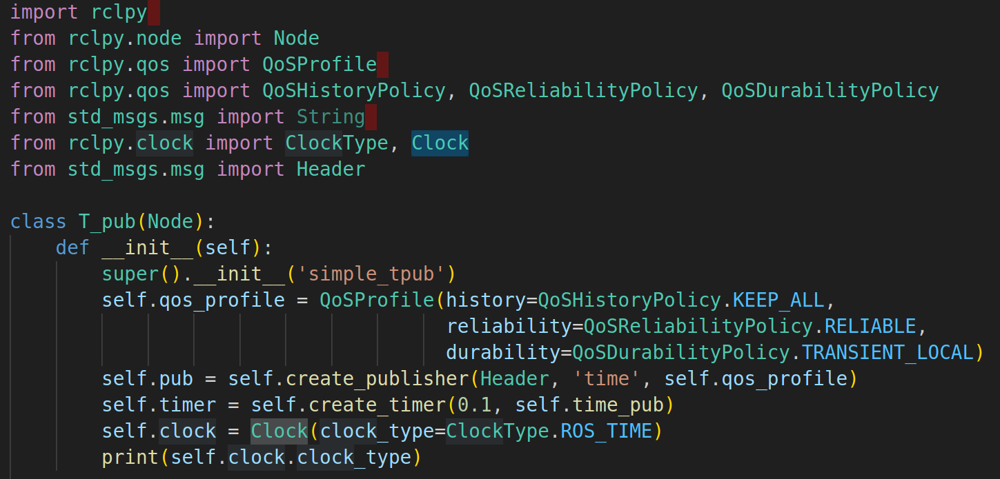 import rclpy
from rclpy.node import Node
from rclpy.qos import QoSProfile
from rclpy.qos import QoSHistoryPolicy, QoSReliabilityPolicy, QoSDurabilityPolicy
from std_msgs.msg import String
from rclpy.clock import ClockType, Clock
from std_msgs.msg import Header

class T_pub(Node):
    def __init__(self):
        super().__init__('simple_tpub')
        self.qos_profile = QoSProfile(history=QoSHistoryPolicy.KEEP_ALL,
                                      reliability=QoSReliabilityPolicy.RELIABLE,
                                      durability=QoSDurabilityPolicy.TRANSIENT_LOCAL)
        self.pub = self.create_publisher(Header, 'time', self.qos_profile)
        self.timer = self.create_timer(0.1, self.time_pub)
        self.clock = Clock(clock_type=ClockType.ROS_TIME)
        print(self.clock.clock_type)